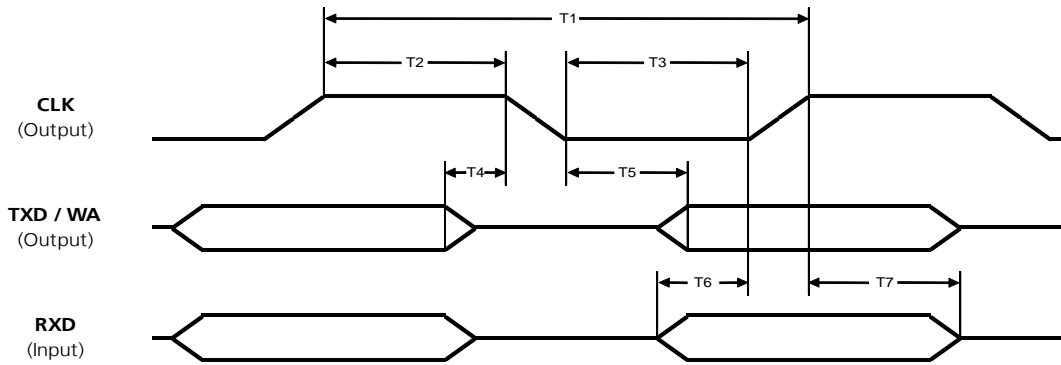 T1
T2
T3
CLK
(Output)
T4
T5
TXD / WA
(Output)
T6
T7
RXD
(Input)